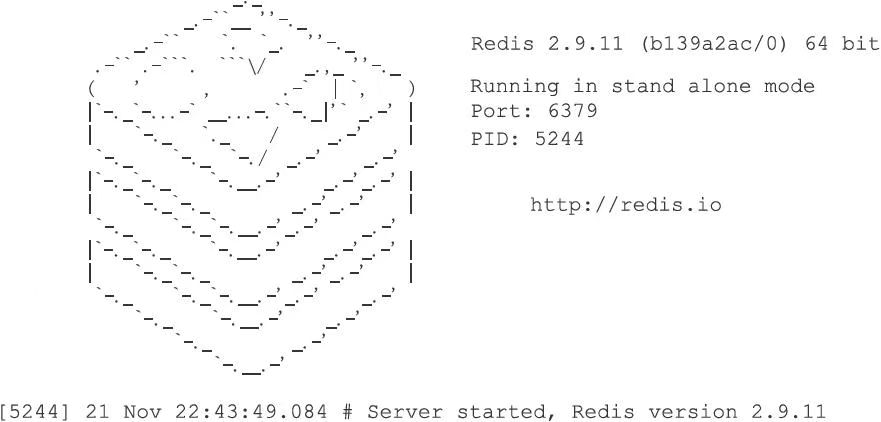 Redis 2.9.11 (b139a2ac/0) 64 bit
Running in stand alone mode
Port: 6379
PID: 5244
http://redis.io
[5244] 21 Nov 22:43:49.084 # Server started, Redis version 2.9.11